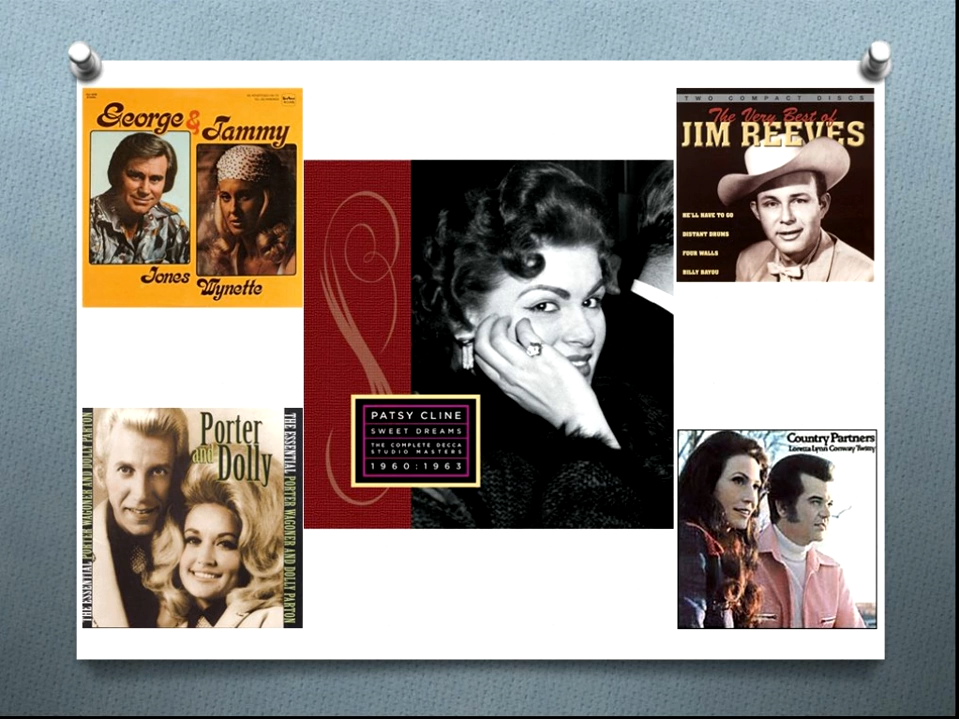 George & Tammy
Jones Wynette
TWO COMPACT DISCS
The Very Best of
JIM REEVES
HE'LL HAVE TO GO
DISTANT DRUMS
FOUR WALLS
BILLY BAYOU
PATSY CLINE
SWEET DREAMS
THE COMPLETE DECCA
STUDIO MASTERS
1960:1963
THE ESSENTIAL PORTER WAGONER AND DOLLY PARTON
Porter
and Dolly
THE ESSENTIAL PORTER WAGONER AND DOLLY PARTON
Country Partners
Loretta Lynn Conway Twitty